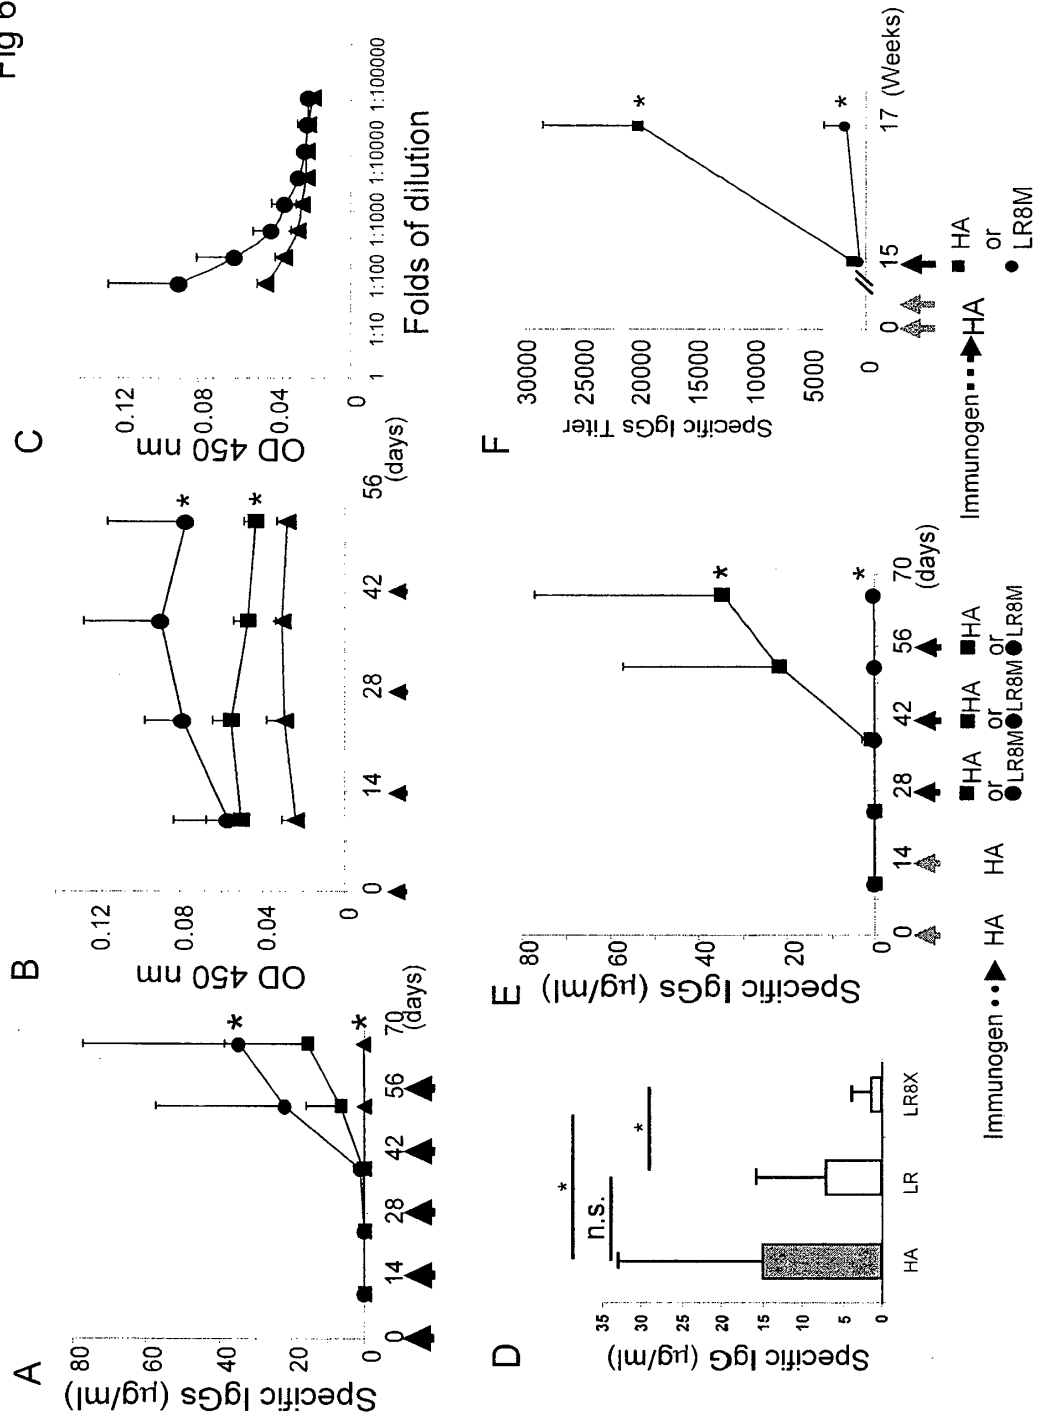 Fig 6
A
Specific IgGs (µg/ml)
80
60
40
20
0
0 14 28 42 56 70
(days)
*
*
B
OD 450 nm
0.12
0.08
0.04
0
0 14 28 42 56
(days)
*
*
C
OD 450 nm
0.12
0.08
0.04
0
1 1:10 1:100 1:1000 1:10000 1:100000
Folds of dilution
D
Specific IgG (µg/ml)
35
30
25
20
15
10
5
0
*
n.s.
*
HA LR LR8X
E
Specific IgGs (µg/ml)
80
60
40
20
0
0 14 28 42 56 70
(days)
*
*
Immunogen HA HA HA HA HA
or or or
LR8M LR8M LR8M
F
Specific IgGs Titer
30000
25000
20000
15000
10000
5000
0
0 15 17 (Weeks)
*
*
Immunogen HA HA
or
LR8M